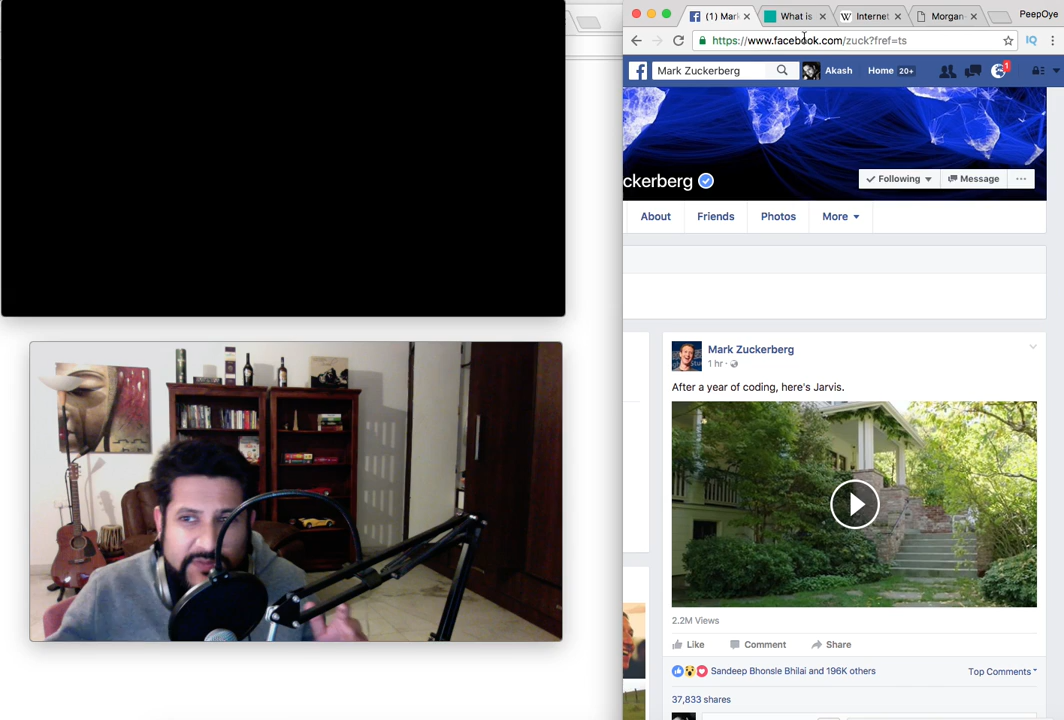 (1) Mark
What is
Internet
Morgan
PeepOye
https://www.facebook.com/zuck?fref=ts
IQ
Mark Zuckerberg
Akash
Home 20+
1
ckerberg
Following
Message
About
Friends
Photos
More
Mark Zuckerberg
1 hr
After a year of coding, here's Jarvis.
2.2M Views
Like
Comment
Share
Sandeep Bhonsle Bhilai and 196K others
Top Comments
37,833 shares